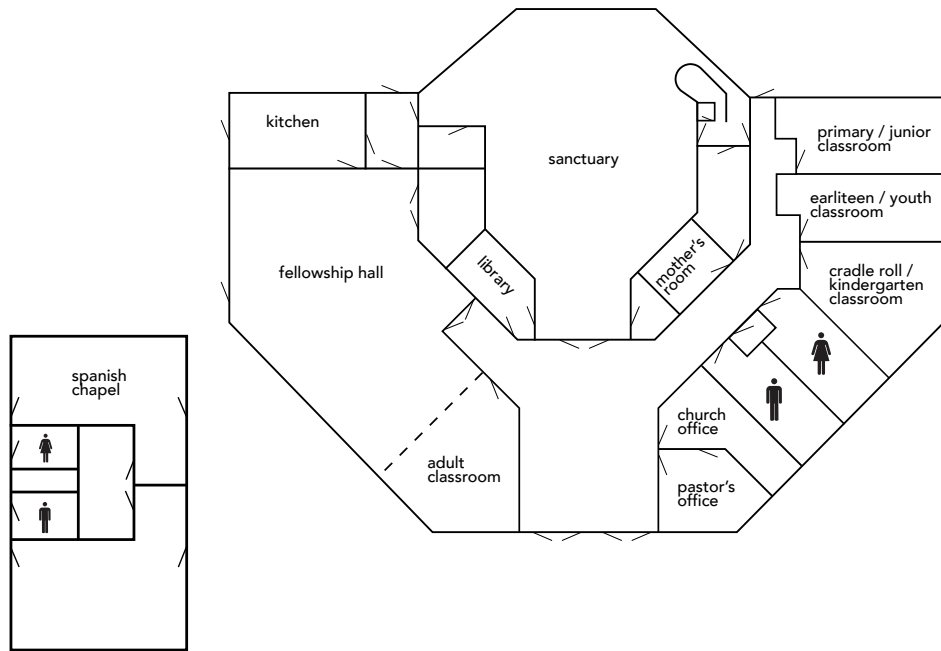 kitchen
sanctuary
primary / junior
classroom
earliteen / youth
classroom
fellowship hall
library
mother's
room
cradle roll /
kindergarten
classroom
spanish
chapel
church
office
adult
classroom
pastor's
office